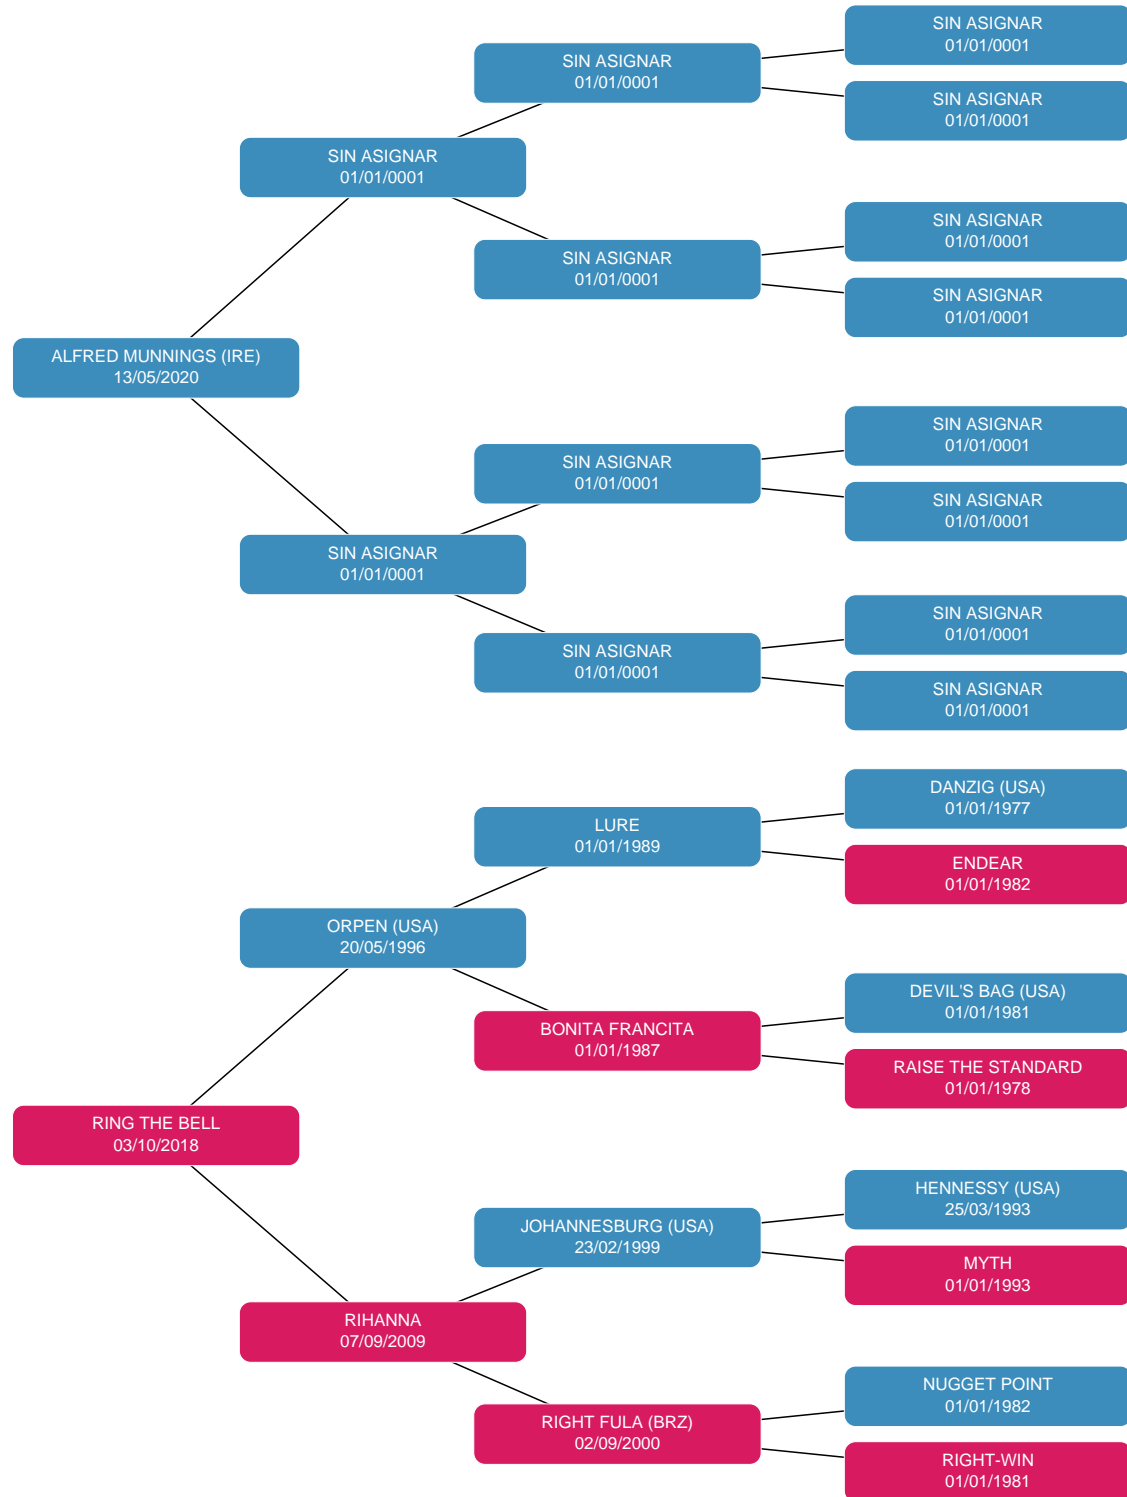 SIN ASIGNAR
01/01/0001
SIN ASIGNAR
01/01/0001
SIN ASIGNAR
01/01/0001
SIN ASIGNAR
01/01/0001
SIN ASIGNAR
01/01/0001
SIN ASIGNAR
01/01/0001
SIN ASIGNAR
01/01/0001
ALFRED MUNNINGS (IRE)
13/05/2020
SIN ASIGNAR
01/01/0001
SIN ASIGNAR
01/01/0001
SIN ASIGNAR
01/01/0001
SIN ASIGNAR
01/01/0001
SIN ASIGNAR
01/01/0001
SIN ASIGNAR
01/01/0001
SIN ASIGNAR
01/01/0001
DANZIG (USA)
01/01/1977
LURE
01/01/1989
ENDEAR
01/01/1982
ORPEN (USA)
20/05/1996
DEVIL'S BAG (USA)
01/01/1981
BONITA FRANCITA
01/01/1987
RAISE THE STANDARD
01/01/1978
RING THE BELL
03/10/2018
HENNESSY (USA)
25/03/1993
JOHANNESBURG (USA)
23/02/1999
MYTH
01/01/1993
RIHANNA
07/09/2009
NUGGET POINT
01/01/1982
RIGHT FULA (BRZ)
02/09/2000
RIGHT-WIN
01/01/1981